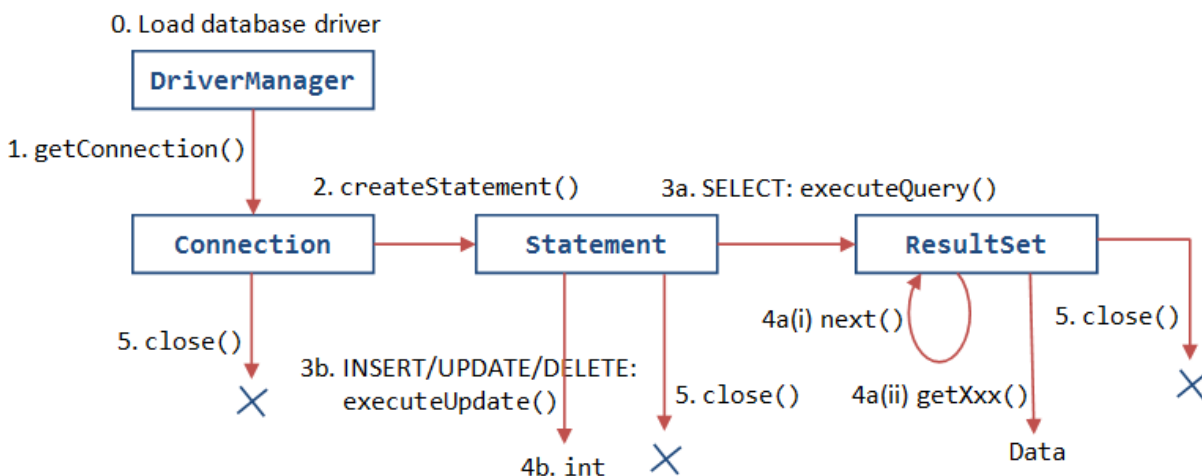 0. Load database driver
DriverManager
1. getConnection()
2. createStatement()
3a. SELECT: executeQuery()
Connection
Statement
ResultSet
4a(i) next()
5. close()
5. close()
3b. INSERT/UPDATE/DELETE:
executeUpdate()
5. close()
4a(ii) getXxx()
4b. int
Data